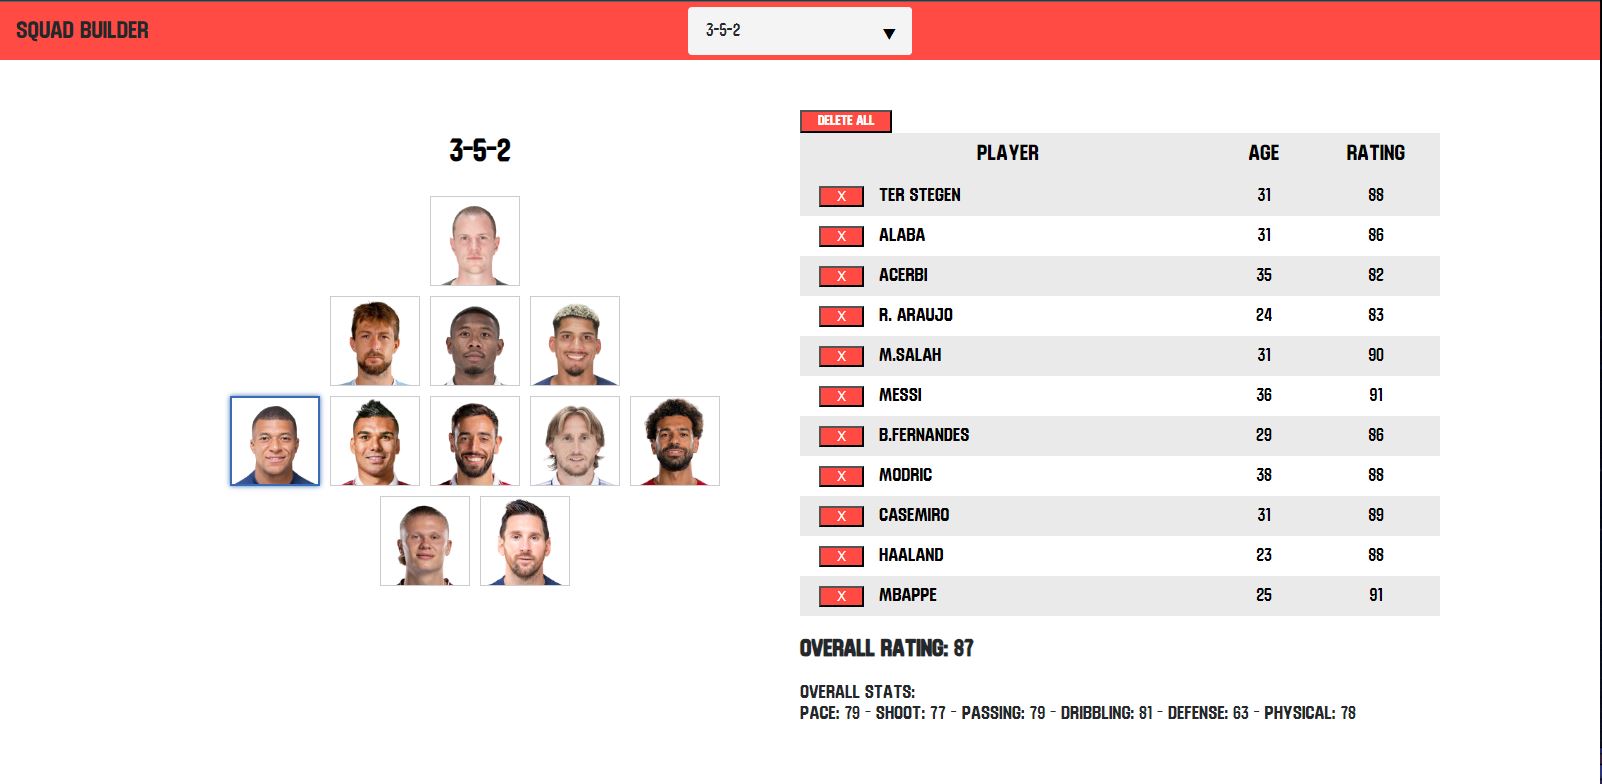 SQUAD BUILDER
3-5-2 ▼
DELETE ALL
3-5-2
PLAYER AGE RATING
X TER STEGEN 31 88
X ALABA 31 86
X ACERBI 35 82
X R. ARAUJO 24 83
X M.SALAH 31 90
X MESSI 36 91
X B.FERNANDES 29 86
X MODRIC 38 88
X CASEMIRO 31 89
X HAALAND 23 88
X MBAPPE 25 91
OVERALL RATING: 87
OVERALL STATS:
PACE: 79 - SHOOT: 77 - PASSING: 79 - DRIBBLING: 81 - DEFENSE: 63 - PHYSICAL: 78